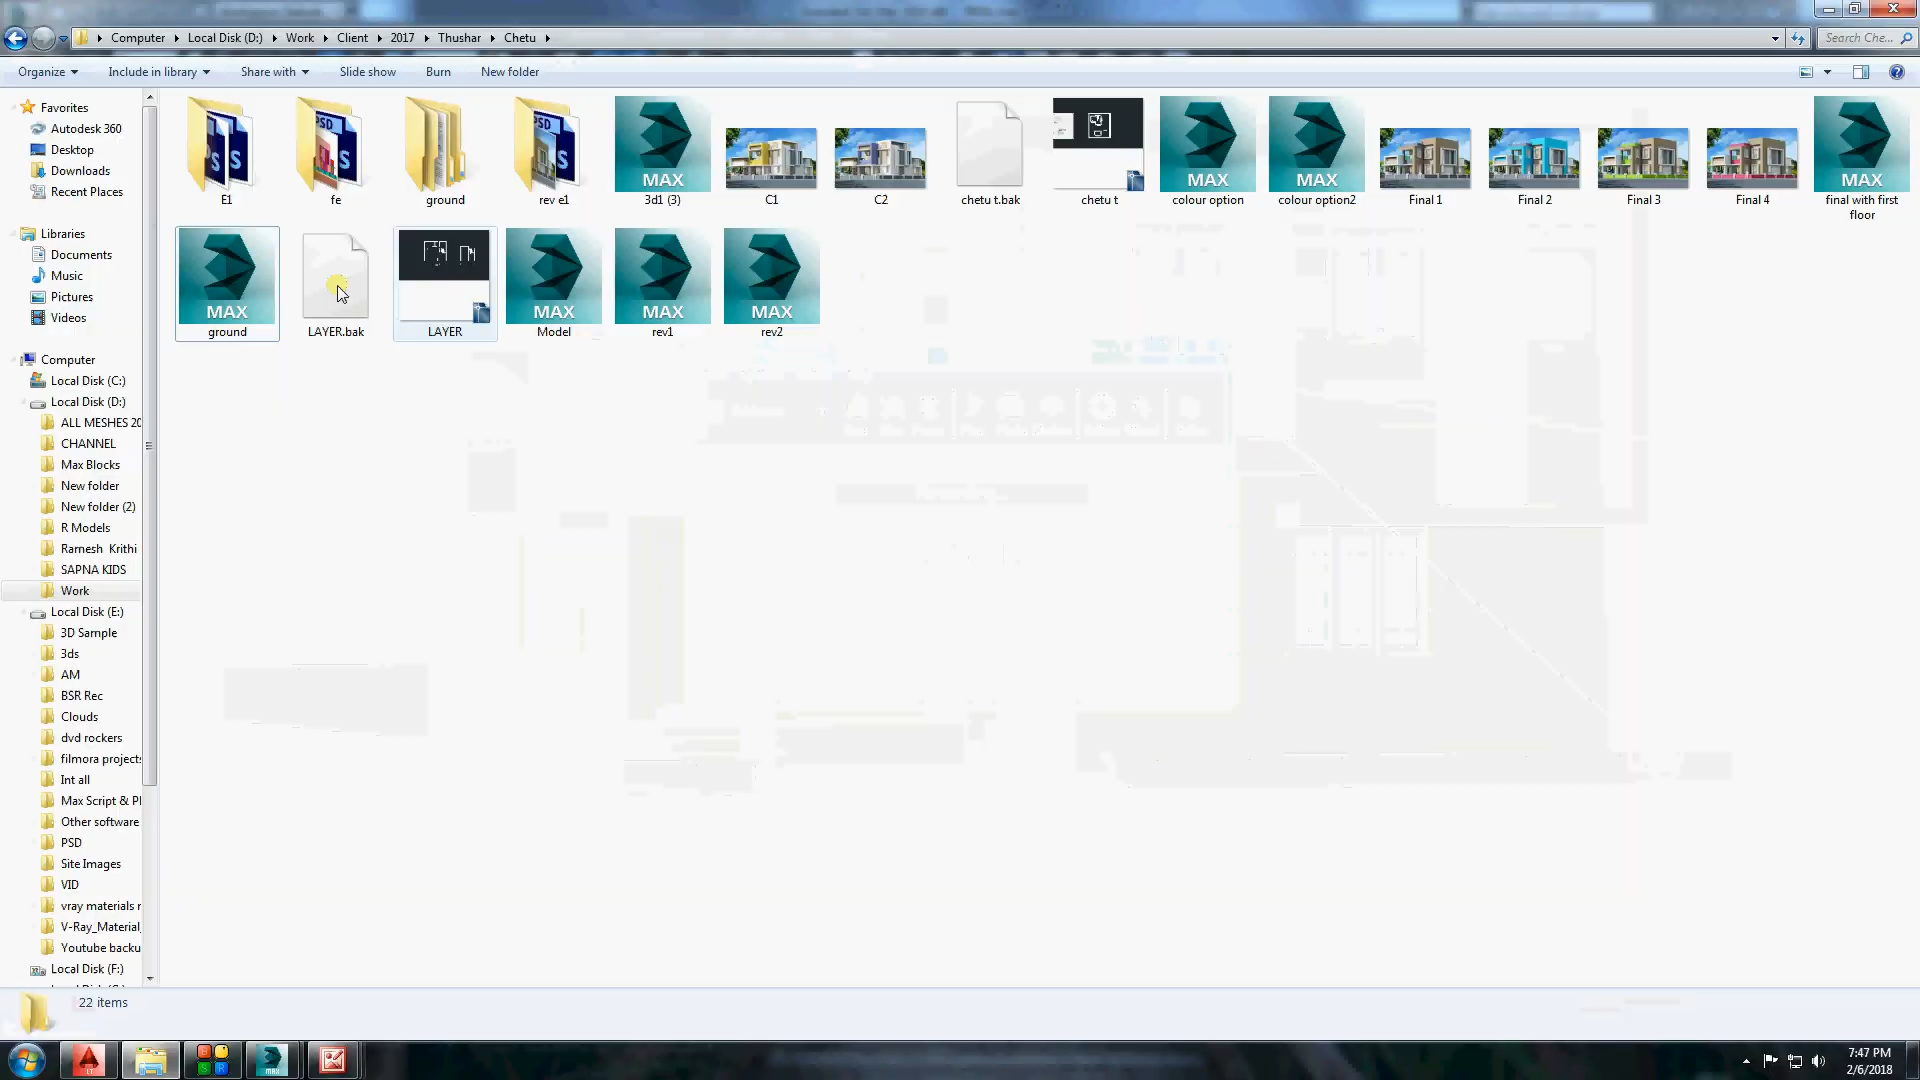 Computer Local Disk (D:) Work Client 2017 Thushar Chetu
Search Che...
Organize Include in library Share with Slide show Burn New folder
Favorites
Autodesk 360
Desktop
Downloads
Recent Places
Libraries
Documents
Music
Pictures
Videos
Computer
Local Disk (C:)
Local Disk (D:)
ALL MESHES 20
CHANNEL
Max Blocks
New folder
New folder (2)
R Models
Ramesh Krithi
SAPNA KIDS
Work
Local Disk (E:)
3D Sample
3ds
AM
BSR Rec
Clouds
dvd rockers
filmora projects
Int all
Max Script & Pl
Other software
PSD
Site Images
VID
vray materials r
V-Ray_Material_
Youtube backu
Local Disk (F:)
PSD PSD MAX MAX MAX MAX
E1 fe ground rev e1 3d1 (3) C1 C2 chetu t.bak chetu t colour option colour option2 Final 1 Final 2 Final 3 Final 4 final with first
floor
MAX MAX MAX MAX
ground LAYER.bak LAYER Model rev1 rev2
22 items
LT
MAX
7:47 PM
2/6/2018